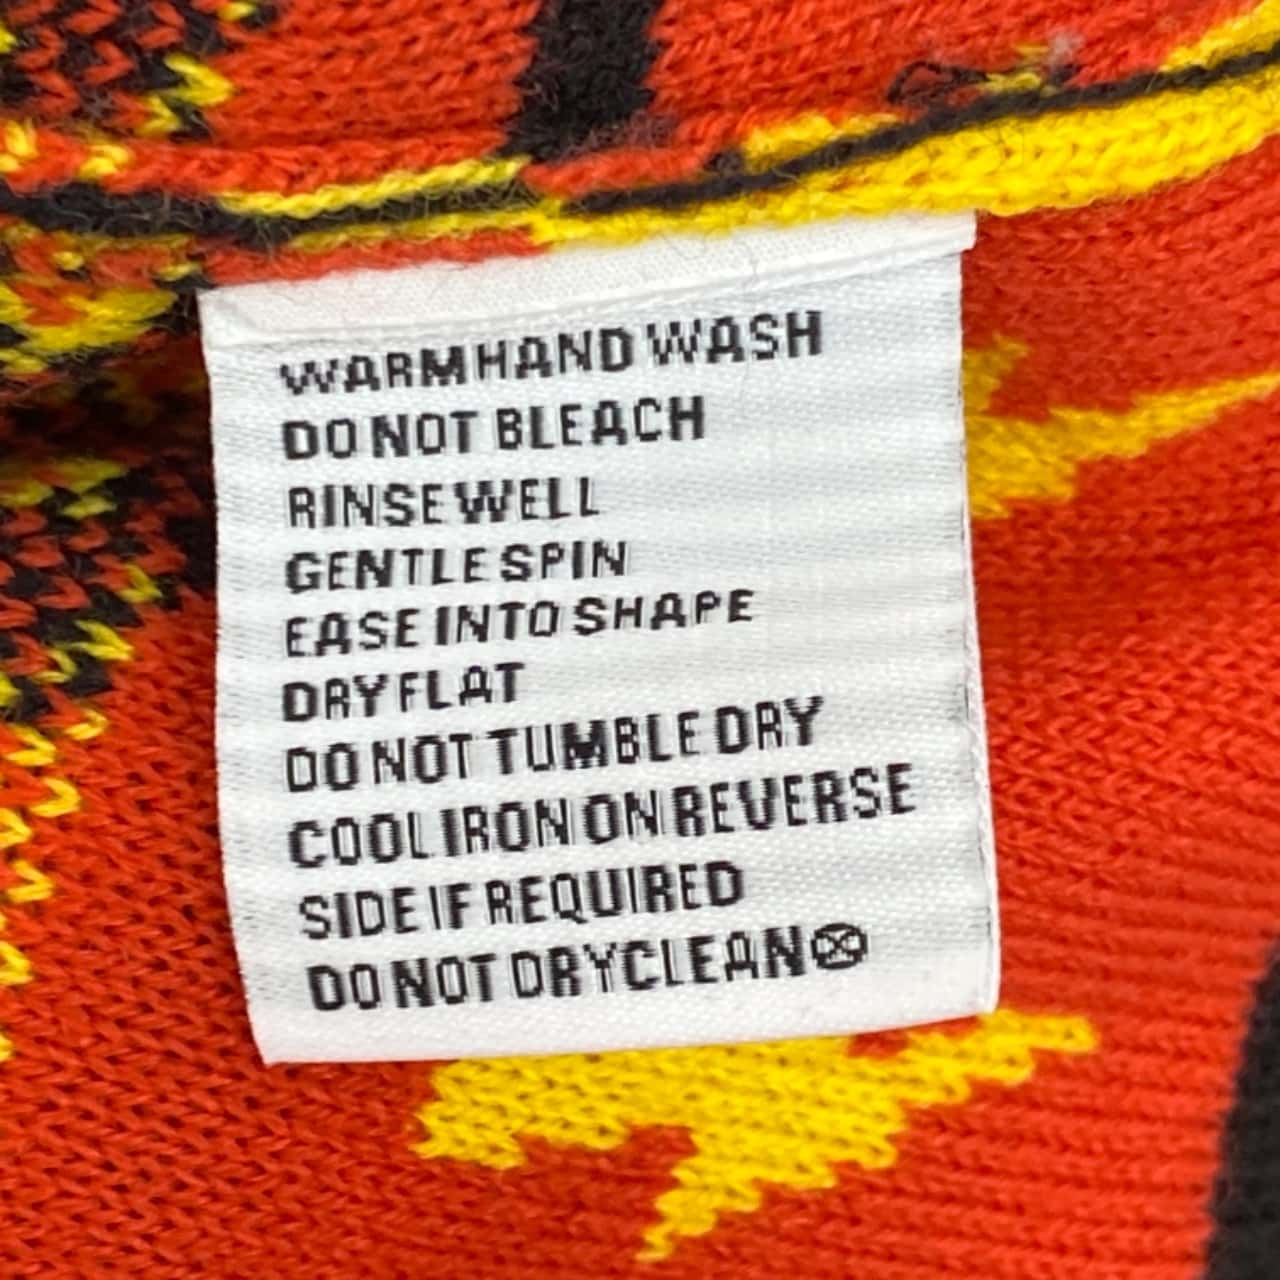 WARM HAND WASH
DO NOT BLEACH
RINSE WELL
GENTLE SPIN
EASE INTO SHAPE
DRY FLAT
DO NOT TUMBLE DRY
COOL IRON ON REVERSE
SIDE IF REQUIRED
DO NOT DRYCLEAN